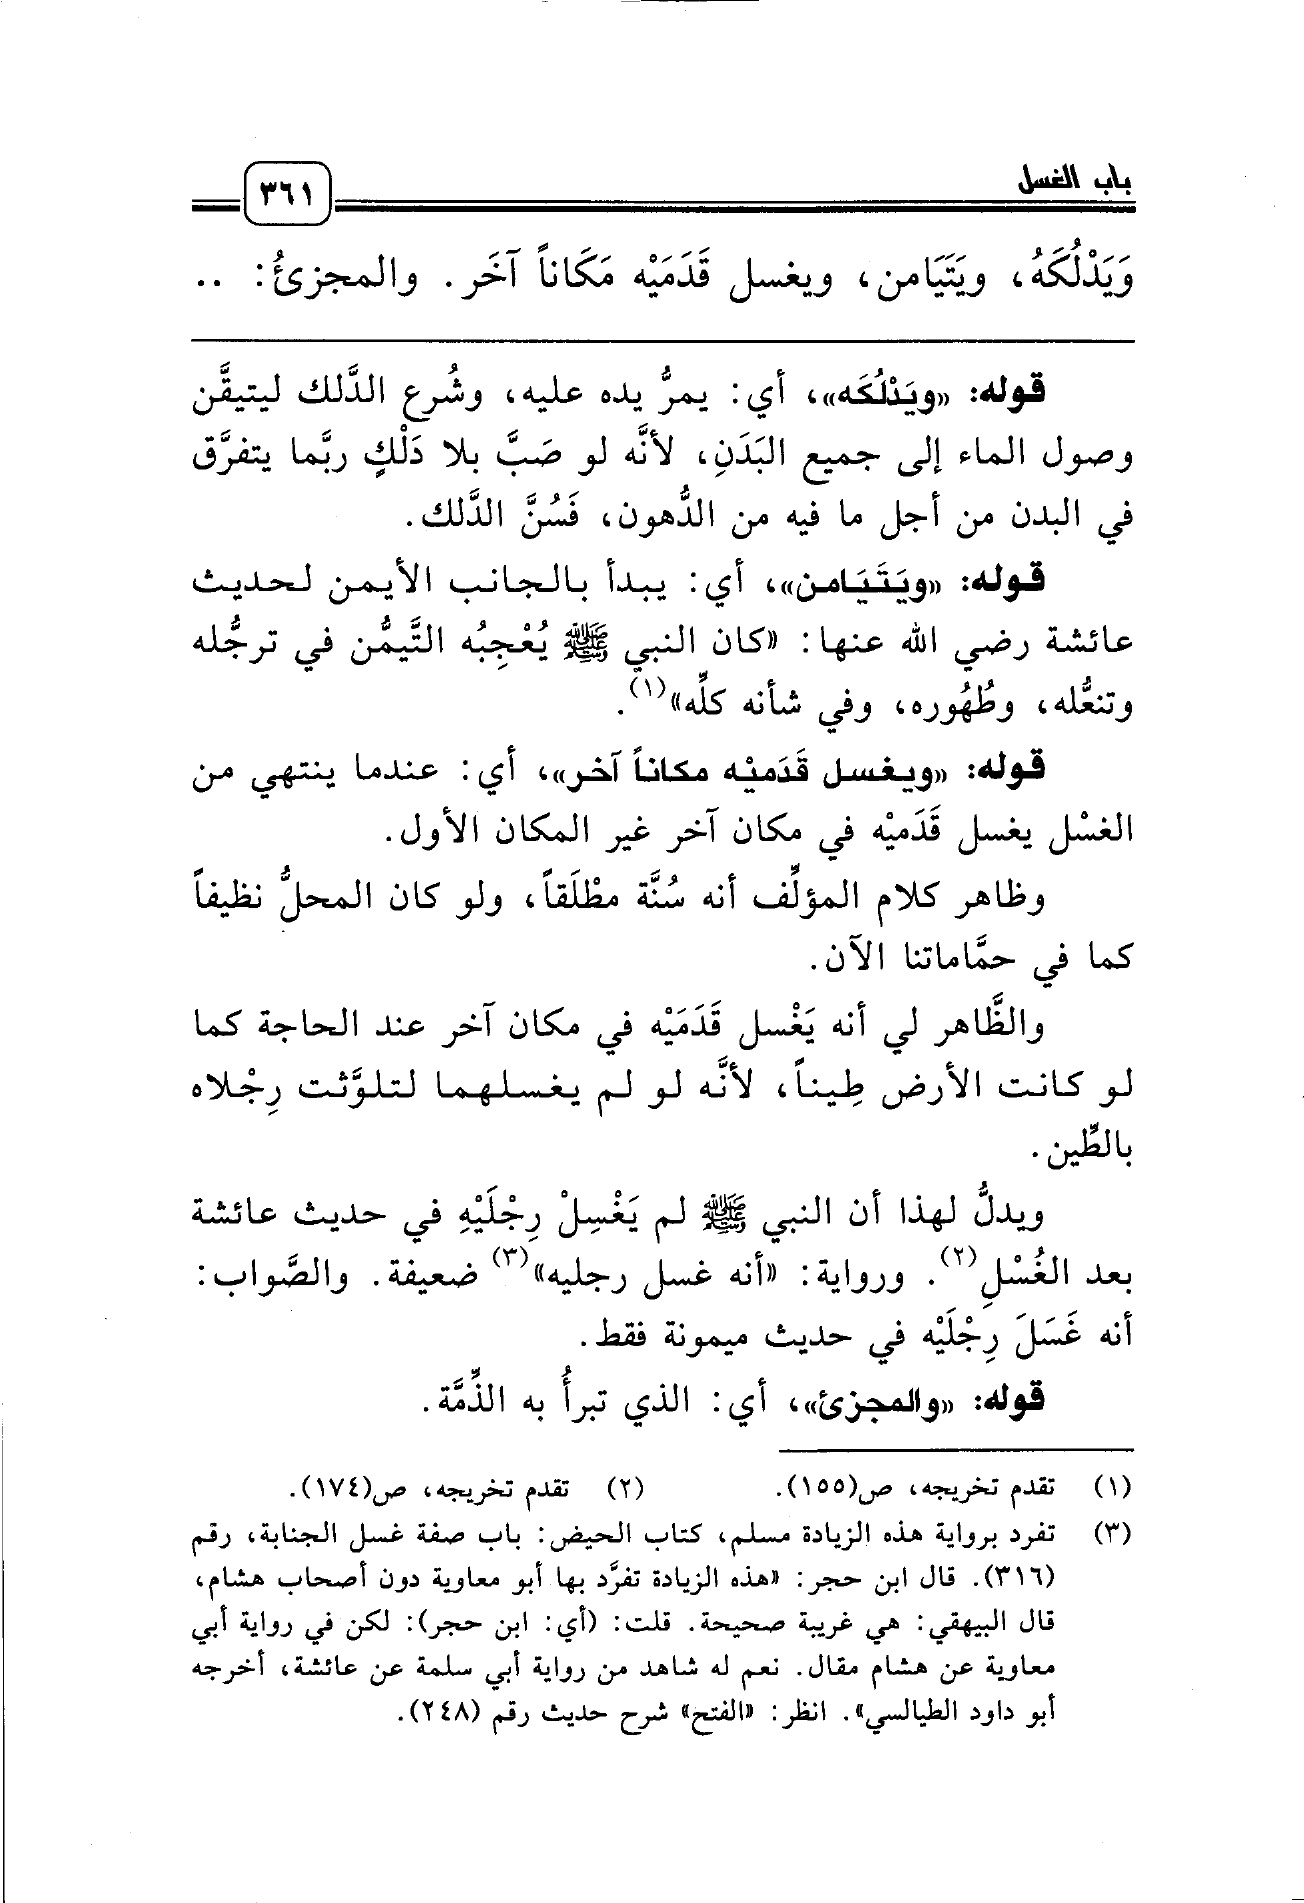 باب الغسل
٣٦١
وَيَدْلُكَهُ، ويَتَيَامن، ويغسل قَدَمَيْه مَكَاناً آخَر. والمجزئُ: ..
قوله: «ويَدْلُكَه»، أي: يمرُّ يده عليه، وشُرع الدَّلك ليتيقَّن
وصول الماء إلى جميع البَدَنِ، لأنَّه لو صَبَّ بلا دَلْكٍ ربَّما يتفرَّق
في البدن من أجل ما فيه من الدُّهون، فَسُنَّ الدَّلك.
قوله: «ويَتَيَامن»، أي: يبدأ بالجانب الأيمن لحديث
عائشة رضي الله عنها: «كان النبي ﷺ يُعْجِبُه التَّيمُّن في ترجُّله
وتنعُّله، وطُهُوره، وفي شأنه كلِّه»(١).
قوله: «ويغسل قَدَميْه مكاناً آخر»، أي: عندما ينتهي من
الغسْل يغسل قَدَميْه في مكان آخر غير المكان الأول.
وظاهر كلام المؤلِّف أنه سُنَّة مطْلَقاً، ولو كان المحلُّ نظيفاً
كما في حمَّاماتنا الآن.
والظَّاهر لي أنه يَغْسل قَدَمَيْه في مكان آخر عند الحاجة كما
لو كانت الأرض طِيناً، لأنَّه لو لم يغسلهما لتلوَّثت رِجْلاه
بالطِّين.
ويدلُّ لهذا أن النبي ﷺ لم يَغْسِلْ رِجْلَيْهِ في حديث عائشة
بعد الغُسْلِ(٢). ورواية: «أنه غسل رجليه»(٣) ضعيفة. والصَّواب:
أنه غَسَلَ رِجْلَيْه في حديث ميمونة فقط.
قوله: «والمجزئ»، أي: الذي تبرأُ به الذِّمَّة.
(١) تقدم تخريجه، ص(١٥٥). (٢) تقدم تخريجه، ص(١٧٤).
(٣) تفرد برواية هذه الزيادة مسلم، كتاب الحيض: باب صفة غسل الجنابة، رقم
(٣١٦). قال ابن حجر: «هذه الزيادة تفرَّد بها أبو معاوية دون أصحاب هشام،
قال البيهقي: هي غريبة صحيحة. قلت: (أي: ابن حجر): لكن في رواية أبي
معاوية عن هشام مقال. نعم له شاهد من رواية أبي سلمة عن عائشة، أخرجه
أبو داود الطيالسي». انظر: «الفتح» شرح حديث رقم (٢٤٨).